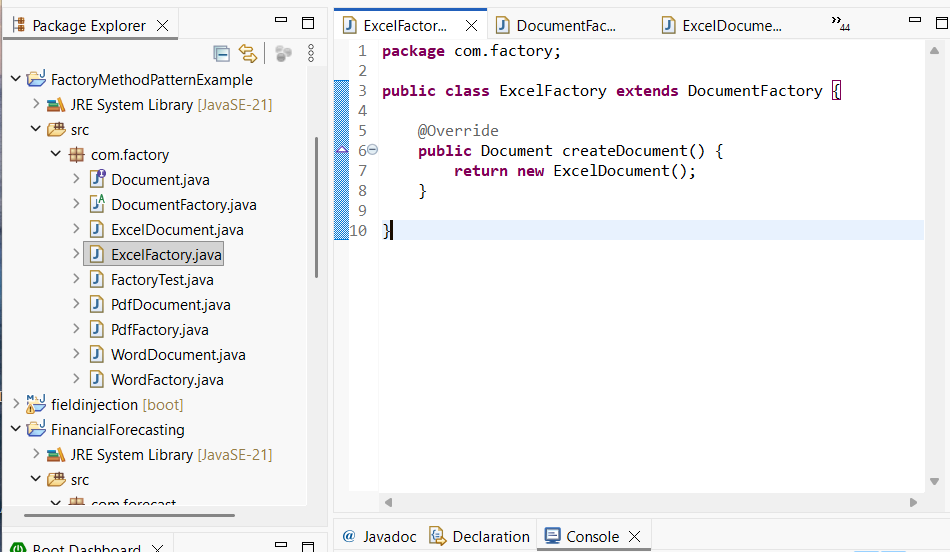 Package Explorer
FactoryMethodPatternExample
JRE System Library [JavaSE-21]
src
com.factory
Document.java
DocumentFactory.java
ExcelDocument.java
ExcelFactory.java
FactoryTest.java
PdfDocument.java
PdfFactory.java
WordDocument.java
WordFactory.java
fieldinjection [boot]
FinancialForecasting
JRE System Library [JavaSE-21]
src
com.forecast
Boot Dashboard
ExcelFactor... DocumentFac... ExcelDocume... 44
1 package com.factory;
2
3 public class ExcelFactory extends DocumentFactory {
4
5 @Override
6 public Document createDocument() {
7 return new ExcelDocument();
8 }
9
10 }
@ Javadoc Declaration Console